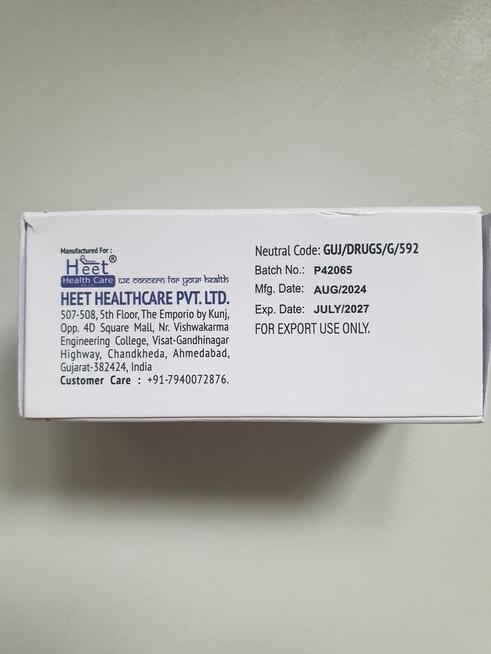 Manufactured For :
Heet®
Health Care
we concern for your health
HEET HEALTHCARE PVT. LTD.
507-508, 5th Floor, The Emporio by Kunj,
Opp. 4D Square Mall, Nr. Vishwakarma
Engineering College, Visat-Gandhinagar
Highway, Chandkheda, Ahmedabad,
Gujarat-382424, India
Customer Care : +91-7940072876.
Neutral Code: GUJ/DRUGS/G/592
Batch No.: P42065
Mfg. Date: AUG/2024
Exp. Date: JULY/2027
FOR EXPORT USE ONLY.